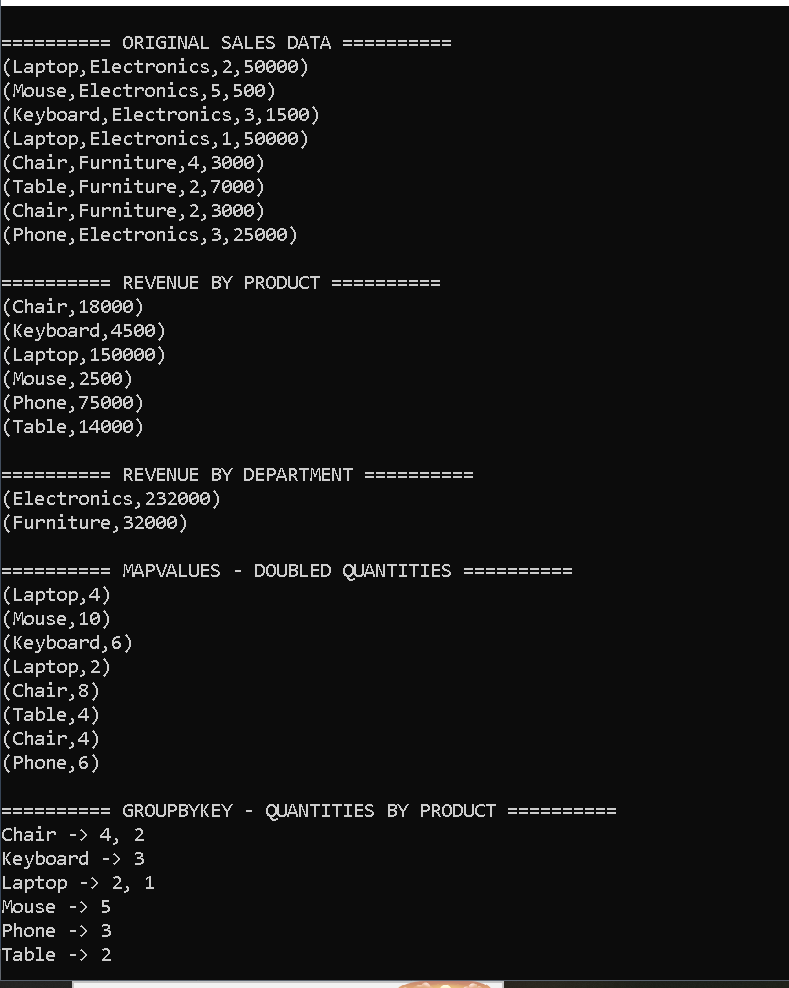 ========== ORIGINAL SALES DATA ==========
(Laptop,Electronics,2,50000)
(Mouse,Electronics,5,500)
(Keyboard,Electronics,3,1500)
(Laptop,Electronics,1,50000)
(Chair,Furniture,4,3000)
(Table,Furniture,2,7000)
(Chair,Furniture,2,3000)
(Phone,Electronics,3,25000)
========== REVENUE BY PRODUCT ==========
(Chair,18000)
(Keyboard,4500)
(Laptop,150000)
(Mouse,2500)
(Phone,75000)
(Table,14000)
========== REVENUE BY DEPARTMENT ==========
(Electronics,232000)
(Furniture,32000)
========== MAPVALUES - DOUBLED QUANTITIES ==========
(Laptop,4)
(Mouse,10)
(Keyboard,6)
(Laptop,2)
(Chair,8)
(Table,4)
(Chair,4)
(Phone,6)
========== GROUPBYKEY - QUANTITIES BY PRODUCT ==========
Chair -> 4, 2
Keyboard -> 3
Laptop -> 2, 1
Mouse -> 5
Phone -> 3
Table -> 2